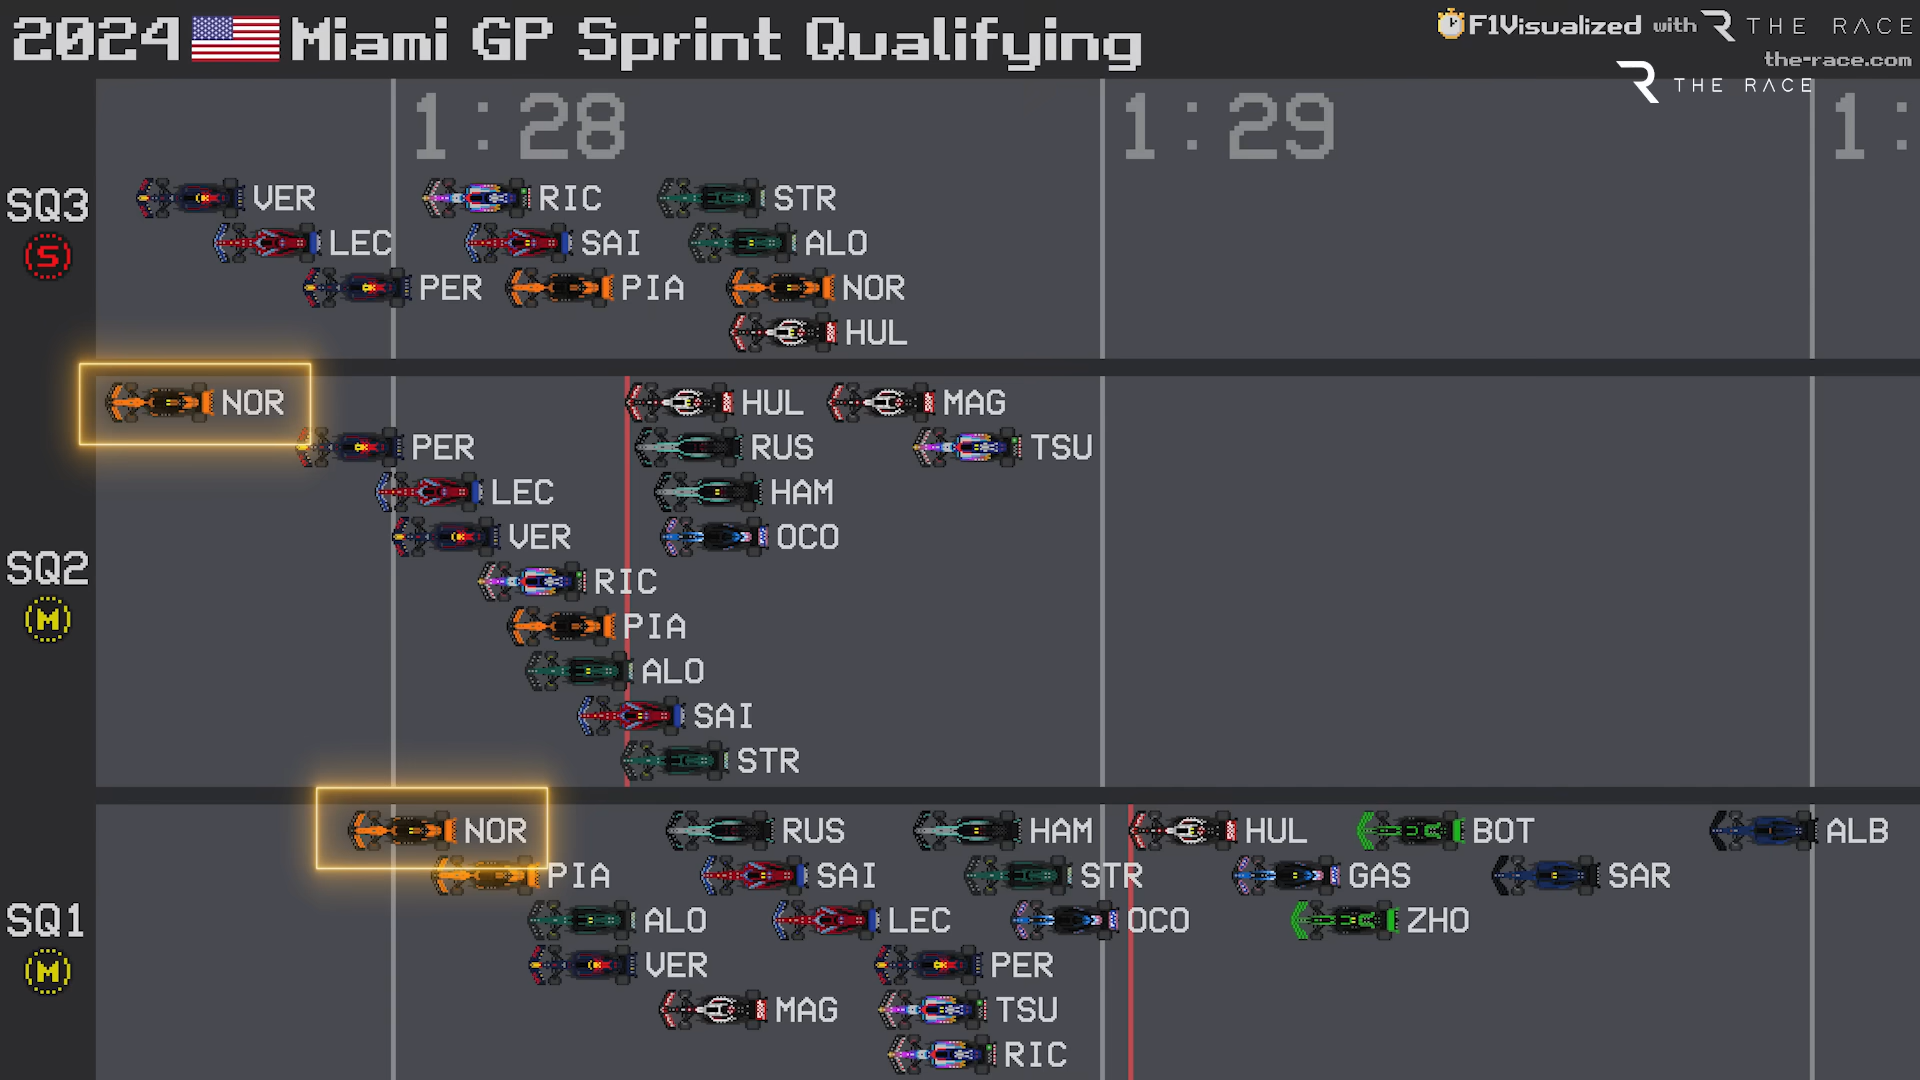 2024 Miami GP Sprint Qualifying
F1Visualized with THE RACE
the-race.com
THE RACE
1:28 1:29 1:
SQ3
S
VER RIC STR
LEC SAI ALO
PER PIA NOR
HUL
SQ2
M
NOR HUL MAG
PER RUS TSU
LEC HAM
VER OCO
RIC
PIA
ALO
SAI
STR
SQ1
M
NOR RUS HAM HUL BOT ALB
PIA SAI STR GAS SAR
ALO LEC OCO ZHO
VER PER
MAG TSU
RIC